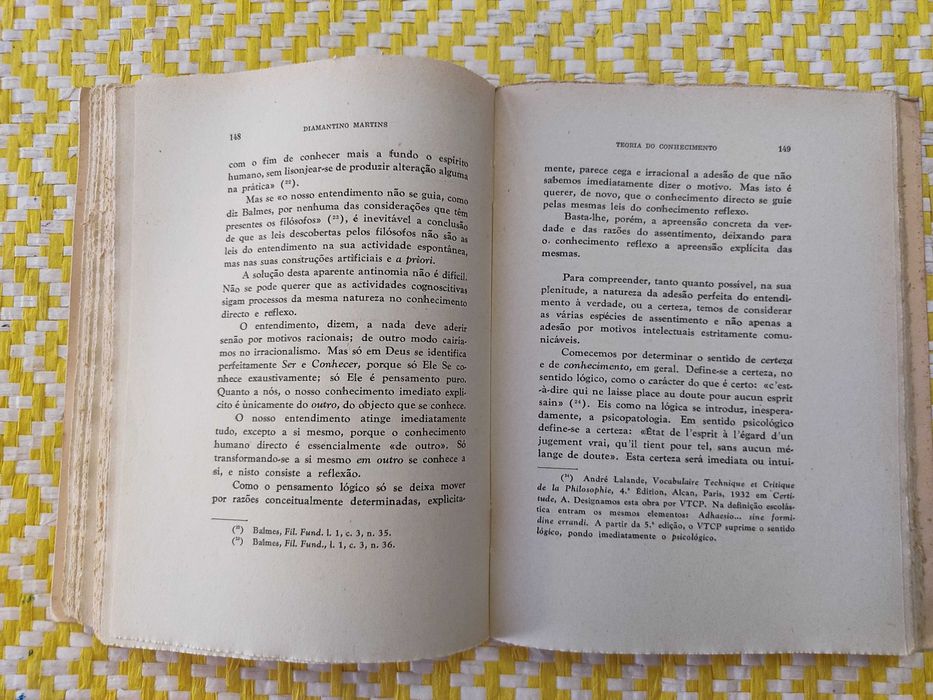 148
DIAMANTINO MARTINS
com o fim de conhecer mais a fundo o espírito
humano, sem lisonjear-se de produzir alteração alguma
na prática» (²²).
Mas se «o nosso entendimento não se guia, como
diz Balmes, por nenhuma das considerações que têm
presentes os filósofos» (²³), é inevitável a conclusão
de que as leis descobertas pelos filósofos não são as
leis do entendimento na sua actividade espontânea,
mas nas suas construções artificiais e a priori.
A solução desta aparente antinomia não é difícil.
Não se pode querer que as actividades cognoscitivas
sigam processos da mesma natureza no conhecimento
directo e reflexo.
O entendimento, dizem, a nada deve aderir
senão por motivos racionais; de outro modo cairía-
mos no irracionalismo. Mas só em Deus se identifica
perfeitamente Ser e Conhecer, porque só Ele Se co-
nhece exaustivamente; só Ele é pensamento puro.
Quanto a nós, o nosso conhecimento imediato explí-
cito é ùnicamente do outro, do objecto que se conhece.
O nosso entendimento atinge imediatamente
tudo, excepto a si mesmo, porque o conhecimento
humano directo é essencialmente «de outro». Só
transformando-se a si mesmo em outro se conhece a
si, e nisto consiste a reflexão.
Como o pensamento lógico só se deixa mover
por razões conceitualmente determinadas, explicita-
Balmes, Fil. Fund. l. 1, c. 3, n. 35.
Balmes, Fil. Fund., l. 1, c. 3, n. 36.
TEORIA DO CONHECIMENTO
149
mente, parece cega e irracional a adesão de que não
sabemos imediatamente dizer o motivo. Mas isto é
querer, de novo, que o conhecimento directo se guie
pelas mesmas leis do conhecimento reflexo.
Basta-lhe, porém, a apreensão concreta da ver-
dade e das razões do assentimento, deixando para
o. conhecimento reflexo a apreensão explícita das
mesmas.
Para compreender, tanto quanto possível, na sua
plenitude, a natureza da adesão perfeita do entendi-
mento à verdade, ou a certeza, temos de considerar
as várias espécies de assentimento e não apenas a
adesão por motivos intelectuais estritamente comu-
nicáveis.
Comecemos por determinar o sentido de certeza
e de conhecimento, em geral. Define-se a certeza, no
sentido lógico, como o carácter do que é certo: «c'est-
-à-dire qui ne laisse place au doute pour aucun esprit
sain» (²⁴). Eis como na lógica se introduz, inespera-
damente, a psicopatologia. Em sentido psicológico
define-se a certeza: «État de l'esprit à l'égard d'un
jugement vrai, qu'il tient pour tel, sans aucun mé-
lange de doute». Esta certeza será imediata ou intui-
(²⁴) André Lalande, Vocabulaire Technique et Critique
de la Philosophie, 4.ª Édition, Alcan, Paris, 1932 em Certi-
tude, A. Designamos esta obra por VTCP. Na definição escolás-
tica entram os mesmos elementos: Adhaesio... sine formi-
dine errandi. A partir da 5.ª edição, o VTCP suprime o sentido
lógico, pondo imediatamente o psicológico.